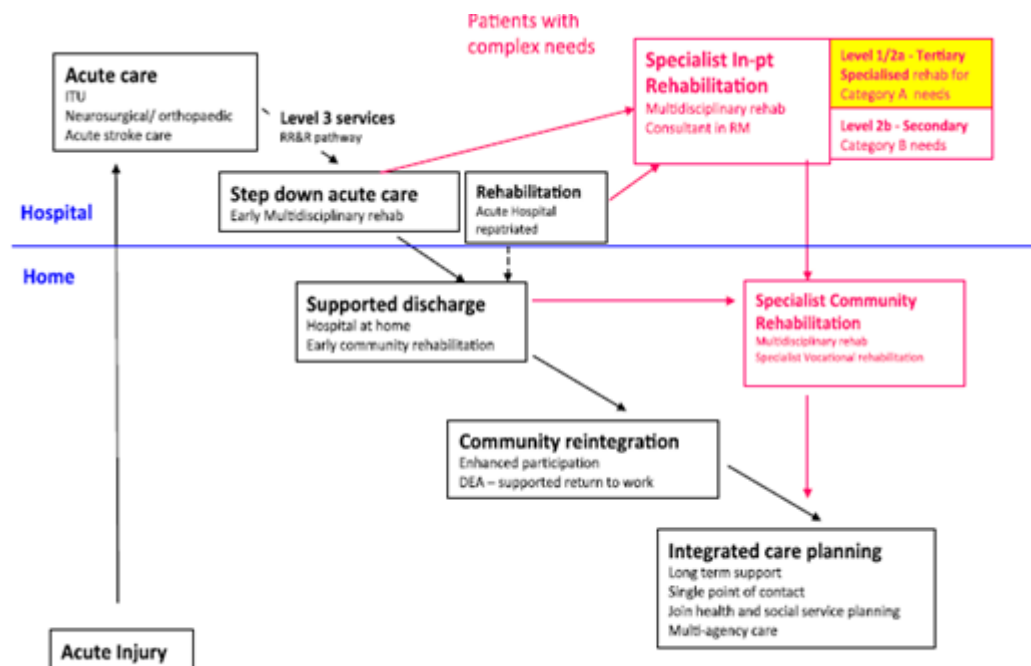 Patients with
complex needs
Acute care
ITU
Neurosurgical/ orthopaedic
Acute stroke care
Level 3 services
RR&R pathway
Specialist In-pt
Rehabilitation
Multidisciplinary rehab
Consultant in RM
Level 1/2a - Tertiary
Specialised rehab for
Category A needs
Level 2b - Secondary
Category B needs
Step down acute care
Early Multidisciplinary rehab
Rehabilitation
Acute Hospital
repatriated
Hospital
Home
Supported discharge
Hospital at home
Early community rehabilitation
Specialist Community
Rehabilitation
Multidisciplinary rehab
Specialist Vocational rehabilitation
Community reintegration
Enhanced participation
DEA – supported return to work
Integrated care planning
Long term support
Single point of contact
Join health and social service planning
Multi-agency care
Acute Injury